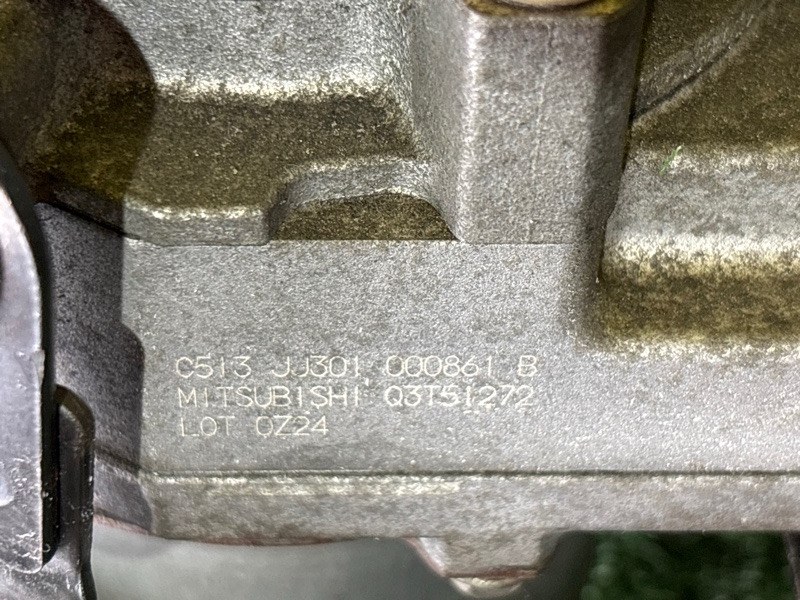 C513 JJ301 000861 B
MITSUBISHI Q3T51272
LOT 0Z24